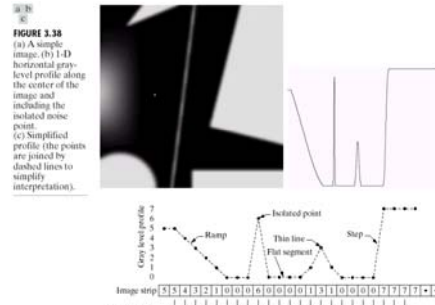 a b
c
FIGURE 3.38
(a) A simple
image. (b) 1-D
horizontal gray-
level profile along
the center of the
image and
including the
isolated noise
point.
(c) Simplified
profile (the points
are joined by
dashed lines to
simplify
interpretation).
Gray level profile
7
6
5
4
3
2
1
0
Isolated point
Ramp
Thin line
Step
Flat segment
Image strip 5 5 4 3 2 1 0 0 0 6 0 0 0 0 1 3 1 0 0 0 0 7 7 7 7